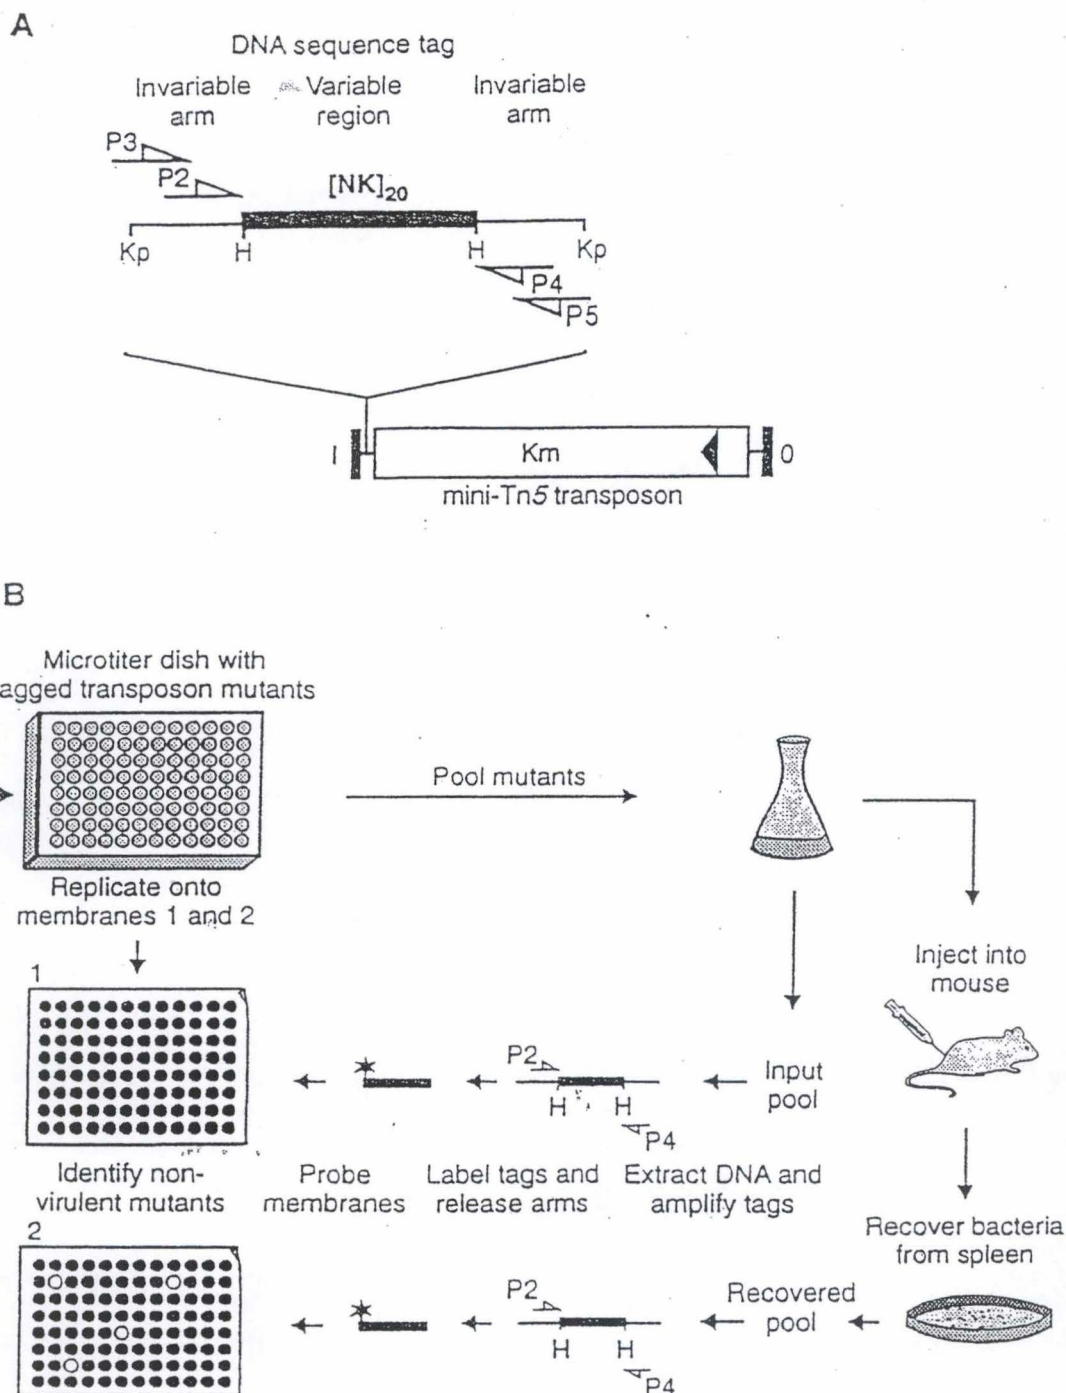 A
DNA sequence tag
Invariable arm
Variable region
Invariable arm
P3
P2
[NK]20
Kp
H
H
Kp
P4
P5
I
Km
O
mini-Tn5 transposon
B
Microtiter dish with
agged transposon mutants
Pool mutants
Replicate onto
membranes 1 and 2
1
Inject into
mouse
P2
H
H
P4
Input
pool
Identify non-
virulent mutants
Probe
membranes
Label tags and
release arms
Extract DNA and
amplify tags
Recover bacteria
from spleen
2
P2
H
H
P4
Recovered
pool